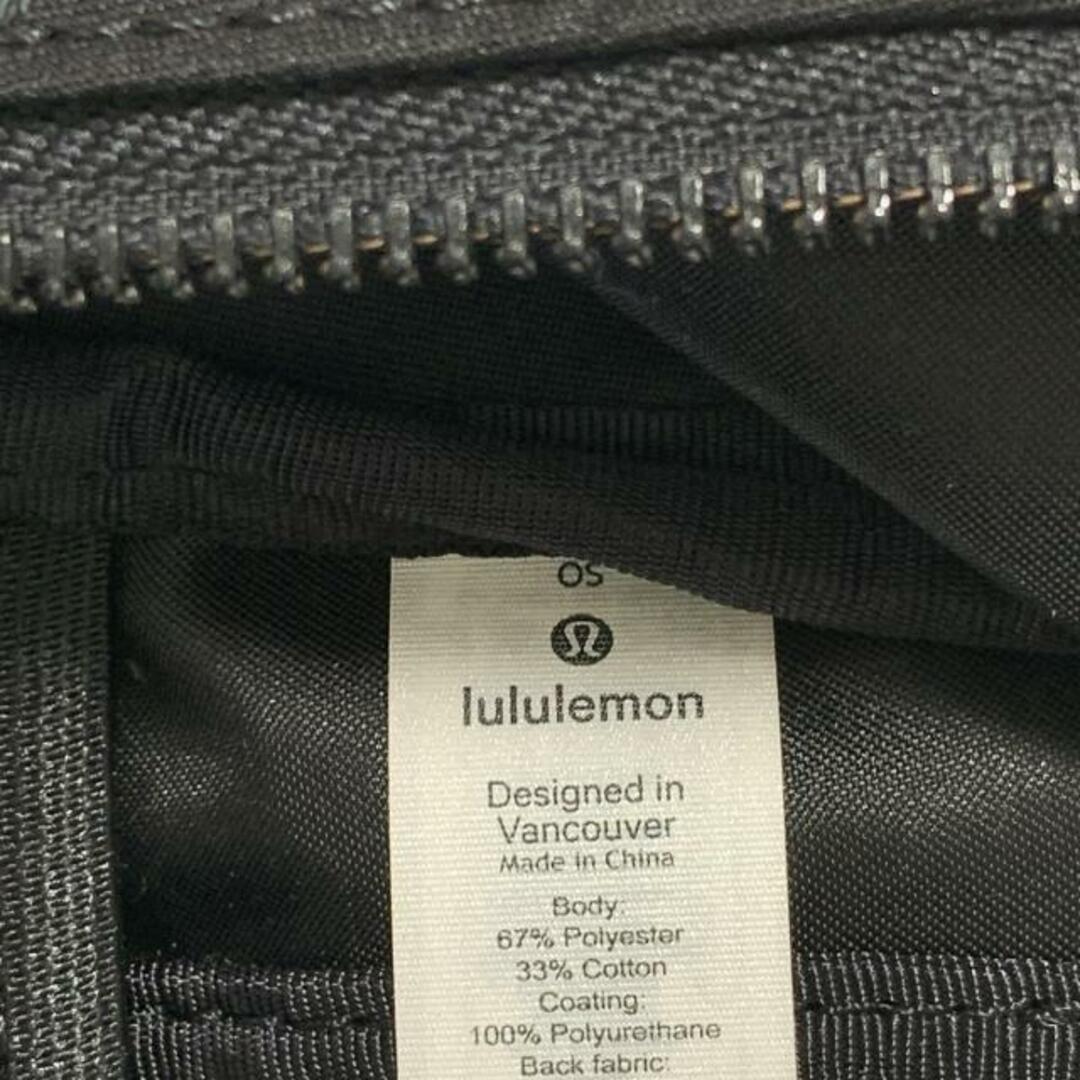 OS
lululemon
Designed in
Vancouver
Made in China
Body:
67% Polyester
33% Cotton
Coating:
100% Polyurethane
Back fabric: